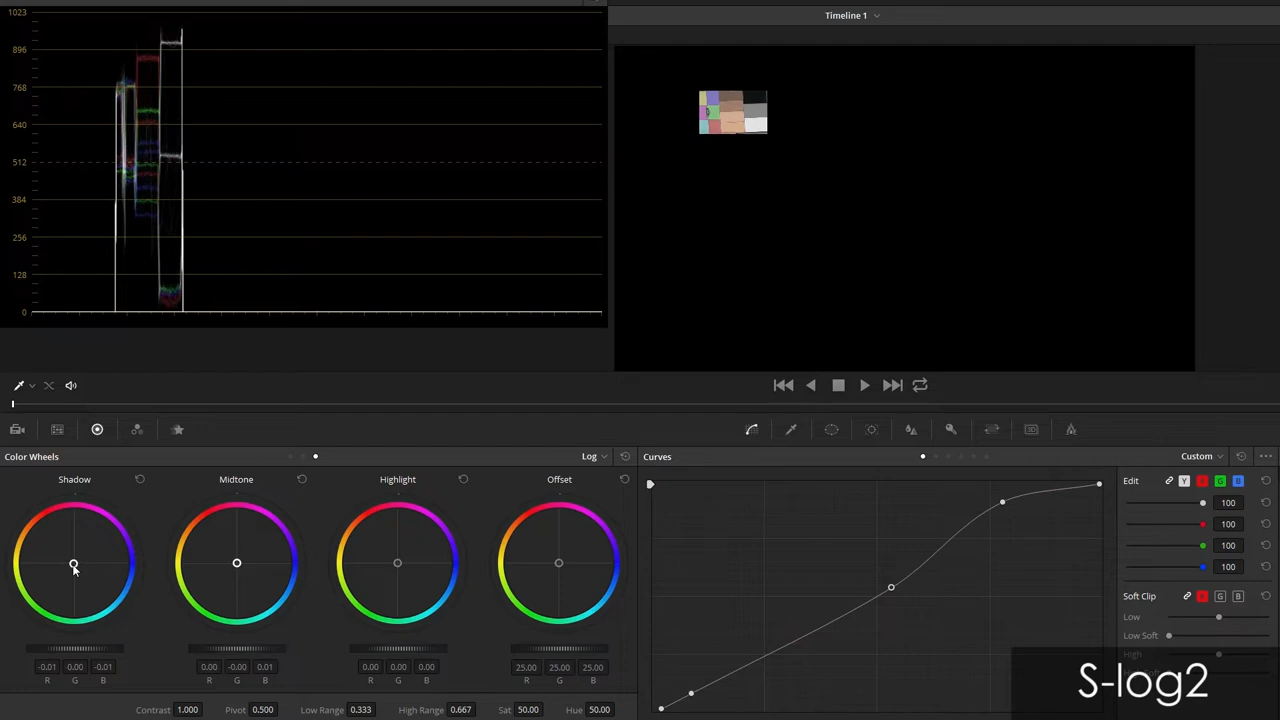 1023
896
768
640
512
384
256
128
0
Timeline 1
Color Wheels
Log
Shadow
Midtone
Highlight
Offset
-0.01 0.00 -0.01
R G B
0.00 -0.00 0.01
R G B
0.00 0.00 0.00
R G B
25.00 25.00 25.00
R G B
Contrast 1.000 Pivot 0.500 Low Range 0.333 High Range 0.667 Sat 50.00 Hue 50.00
Curves
Custom
Edit Y R G B
100
100
100
100
Soft Clip R G B
Low
Low Soft
High
S-log2
3D